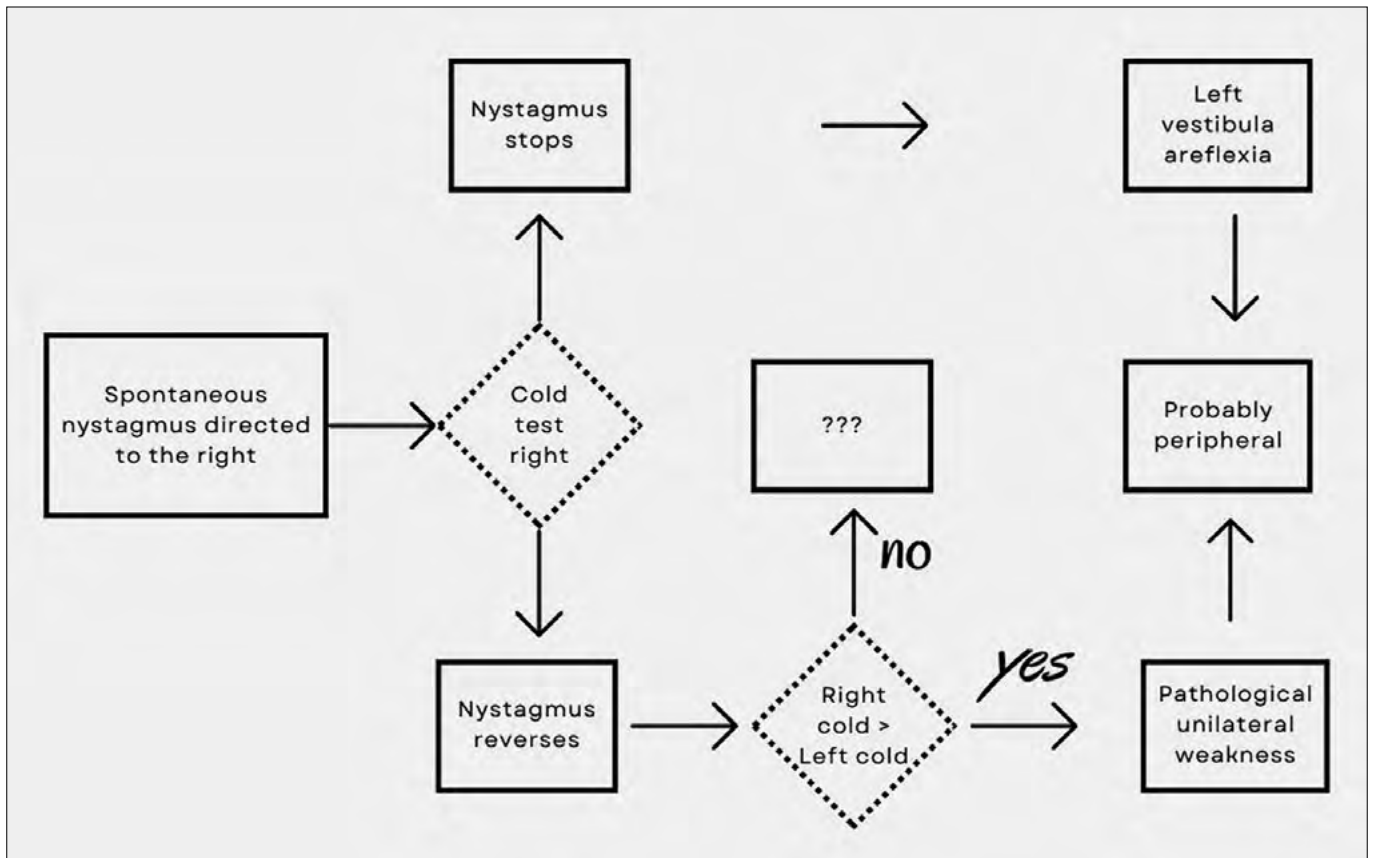 Nystagmus
stops
Left
vestibula
areflexia
Spontaneous
nystagmus directed
to the right
Cold
test
right
???
Probably
peripheral
no
Nystagmus
reverses
Right
cold >
Left cold
yes
Pathological
unilateral
weakness